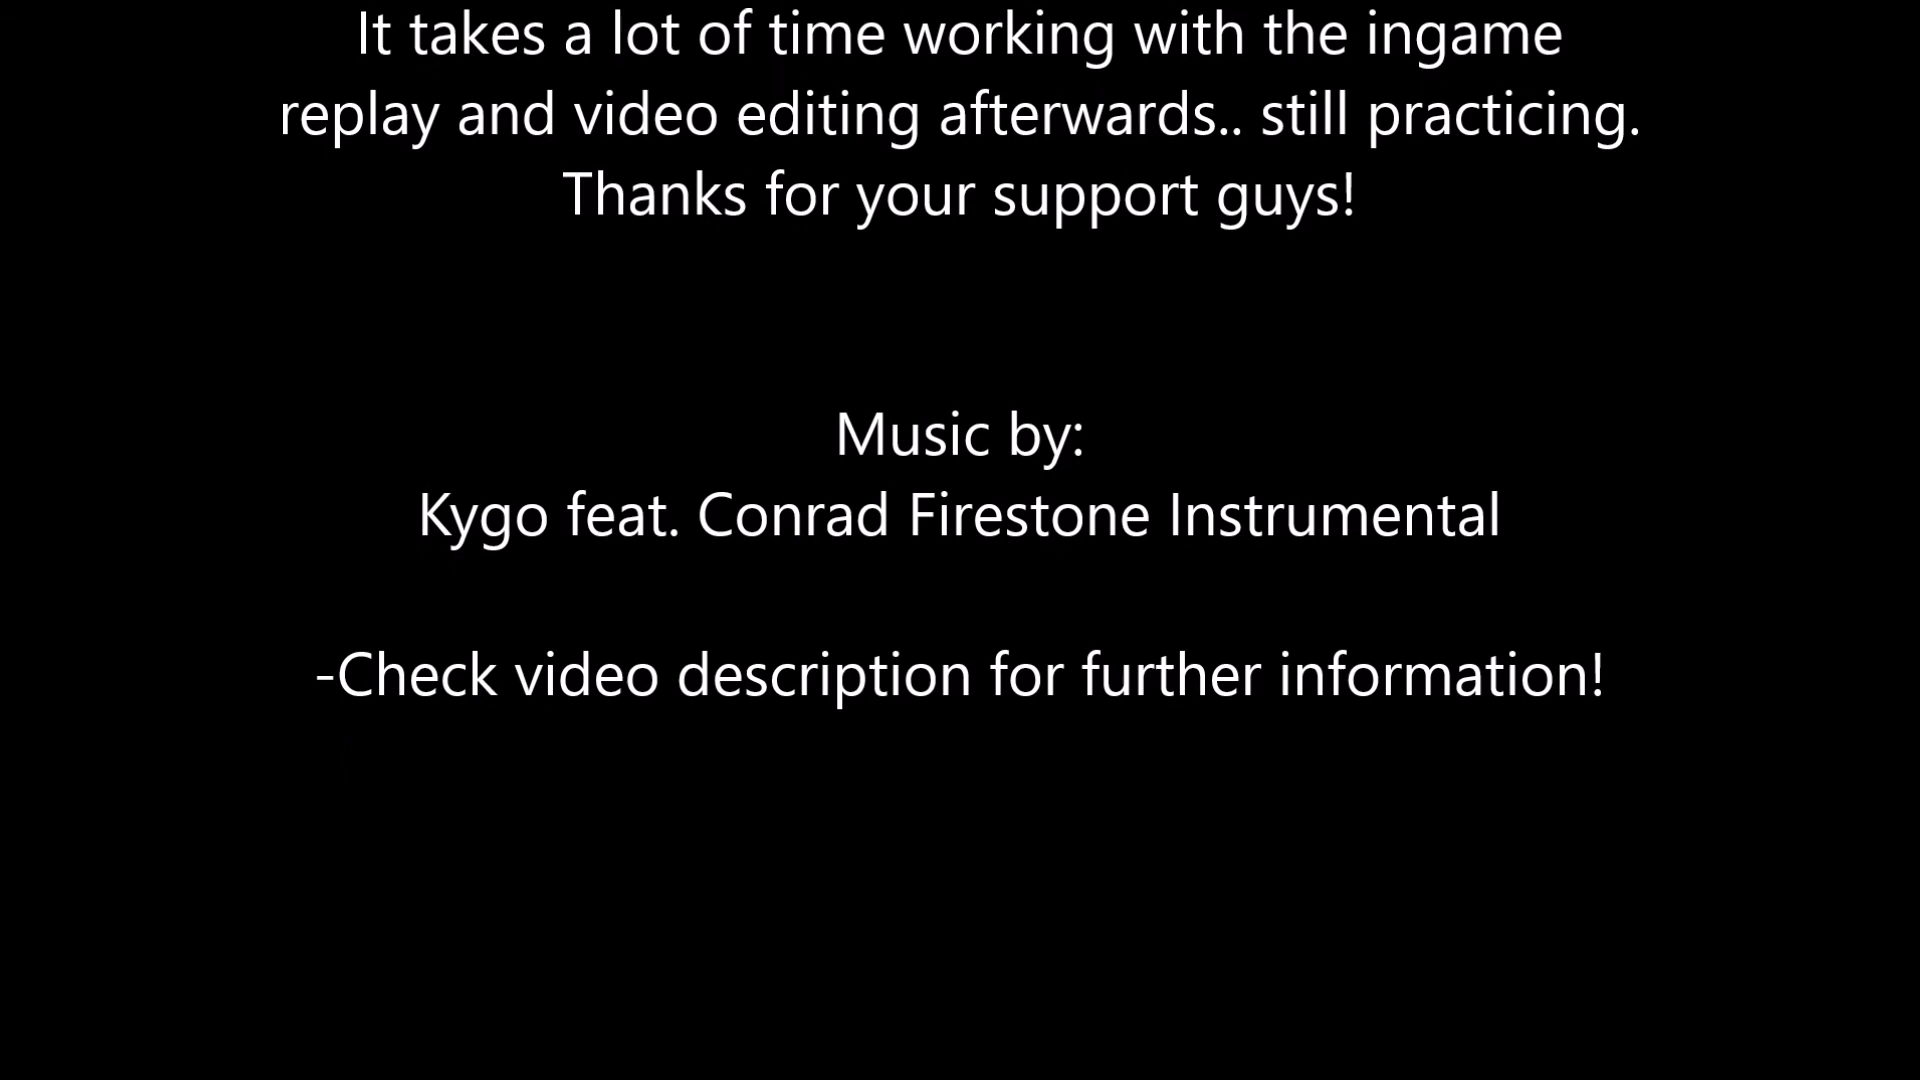 It takes a lot of time working with the ingame
replay and video editing afterwards.. still practicing.
Thanks for your support guys!
Music by:
Kygo feat. Conrad Firestone Instrumental
-Check video description for further information!